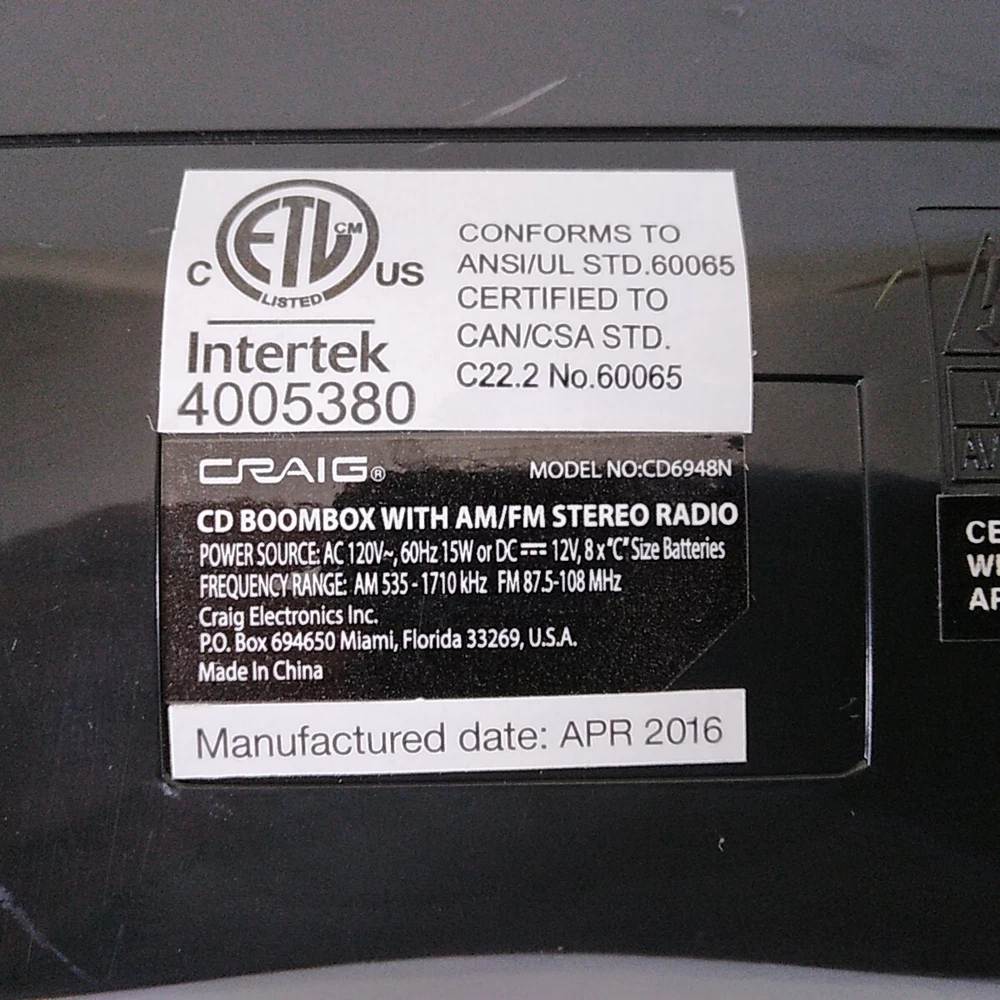 ETL CM
C US
LISTED
Intertek
4005380
CONFORMS TO
ANSI/UL STD.60065
CERTIFIED TO
CAN/CSA STD.
C22.2 No.60065
CRAIG®
MODEL NO:CD6948N
CD BOOMBOX WITH AM/FM STEREO RADIO
POWER SOURCE: AC 120V~, 60Hz 15W or DC ⎓ 12V, 8 x "C" Size Batteries
FREQUENCY RANGE: AM 535 - 1710 kHz FM 87.5-108 MHz
Craig Electronics Inc.
P.O. Box 694650 Miami, Florida 33269, U.S.A.
Made In China
Manufactured date: APR 2016